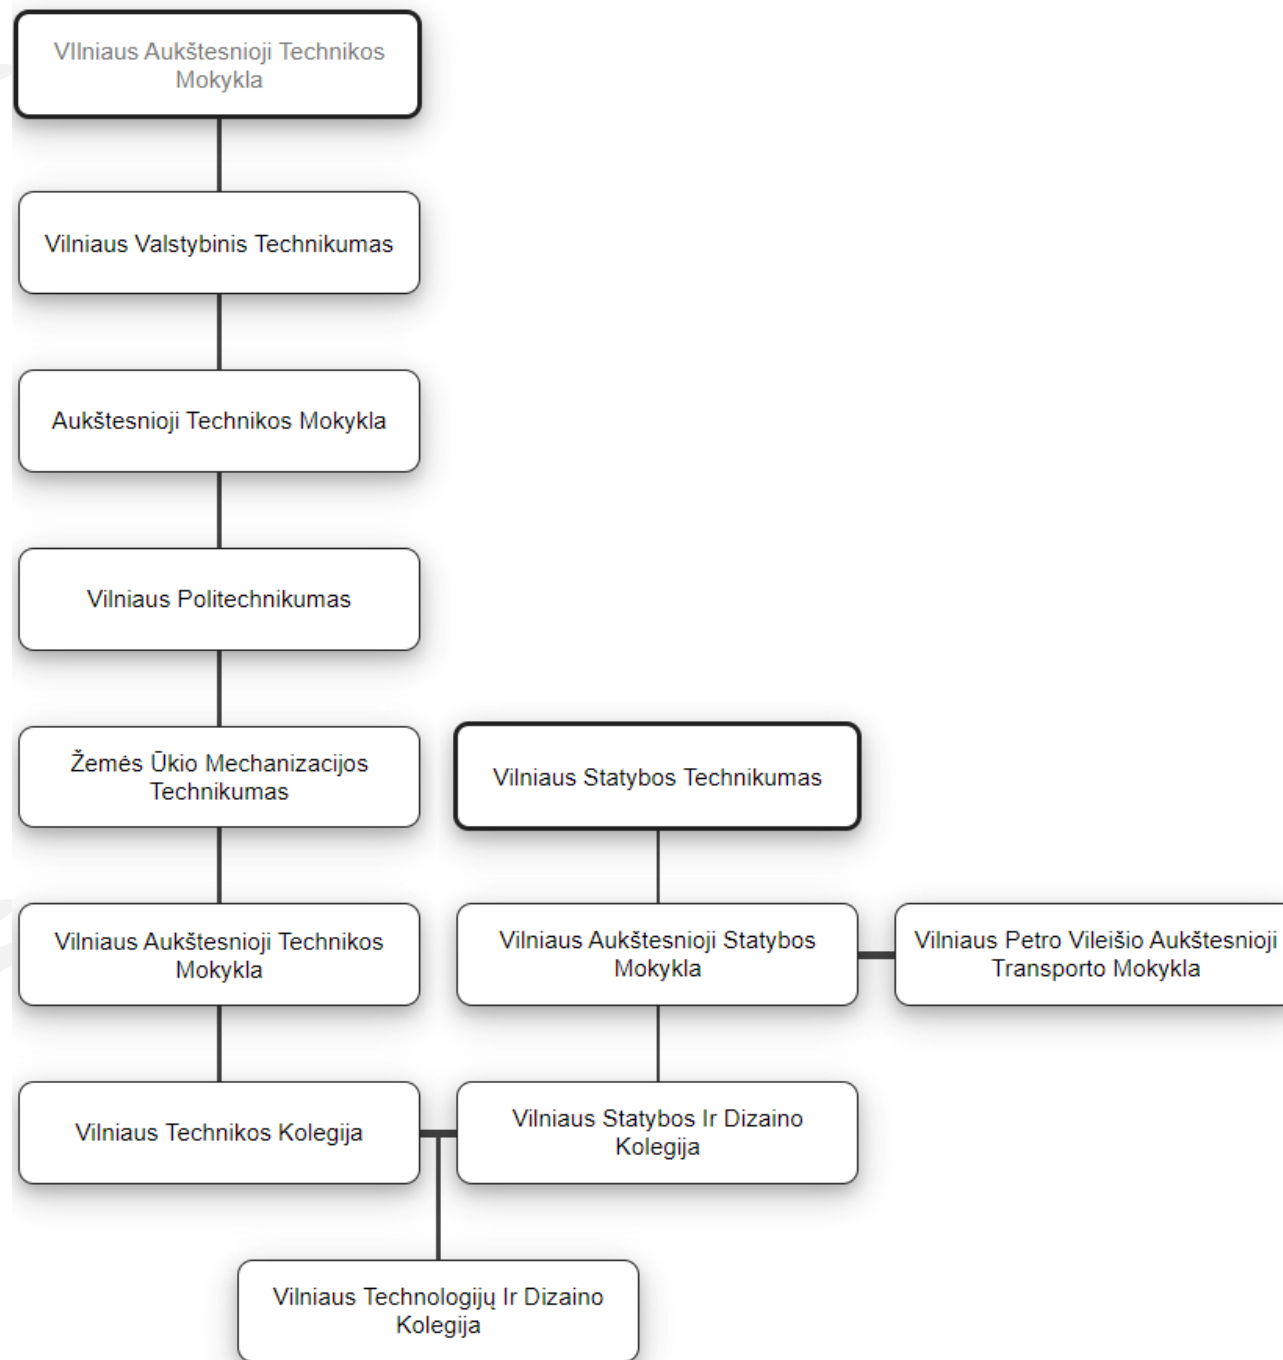 VIlniaus Aukštesnioji Technikos
Mokykla
Vilniaus Valstybinis Technikumas
Aukštesnioji Technikos Mokykla
Vilniaus Politechnikumas
Žemės Ūkio Mechanizacijos
Technikumas
Vilniaus Statybos Technikumas
Vilniaus Aukštesnioji Technikos
Mokykla
Vilniaus Aukštesnioji Statybos
Mokykla
Vilniaus Petro Vileišio Aukštesnioji
Transporto Mokykla
Vilniaus Technikos Kolegija
Vilniaus Statybos Ir Dizaino
Kolegija
Vilniaus Technologijų Ir Dizaino
Kolegija